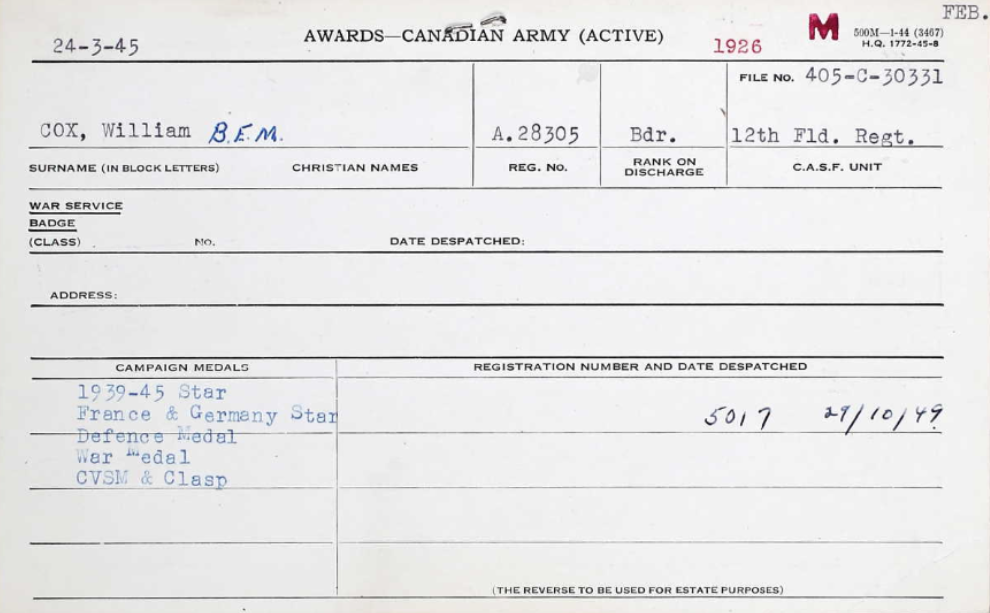 FEB.
24-3-45
AWARDS—CANADIAN ARMY (ACTIVE)
1926
M
500M—1-44 (3467)
H.Q. 1772-45-8
FILE NO. 405-C-30331
COX, William B.E.M.
A.28305
Bdr.
12th Fld. Regt.
SURNAME (IN BLOCK LETTERS)
CHRISTIAN NAMES
REG. NO.
RANK ON
DISCHARGE
C.A.S.F. UNIT
WAR SERVICE
BADGE
(CLASS) NO. DATE DESPATCHED:
ADDRESS:
CAMPAIGN MEDALS
REGISTRATION NUMBER AND DATE DESPATCHED
1939-45 Star
France & Germany Star
5017 29/10/49
Defence Medal
War Medal
CVSM & Clasp
(THE REVERSE TO BE USED FOR ESTATE PURPOSES)